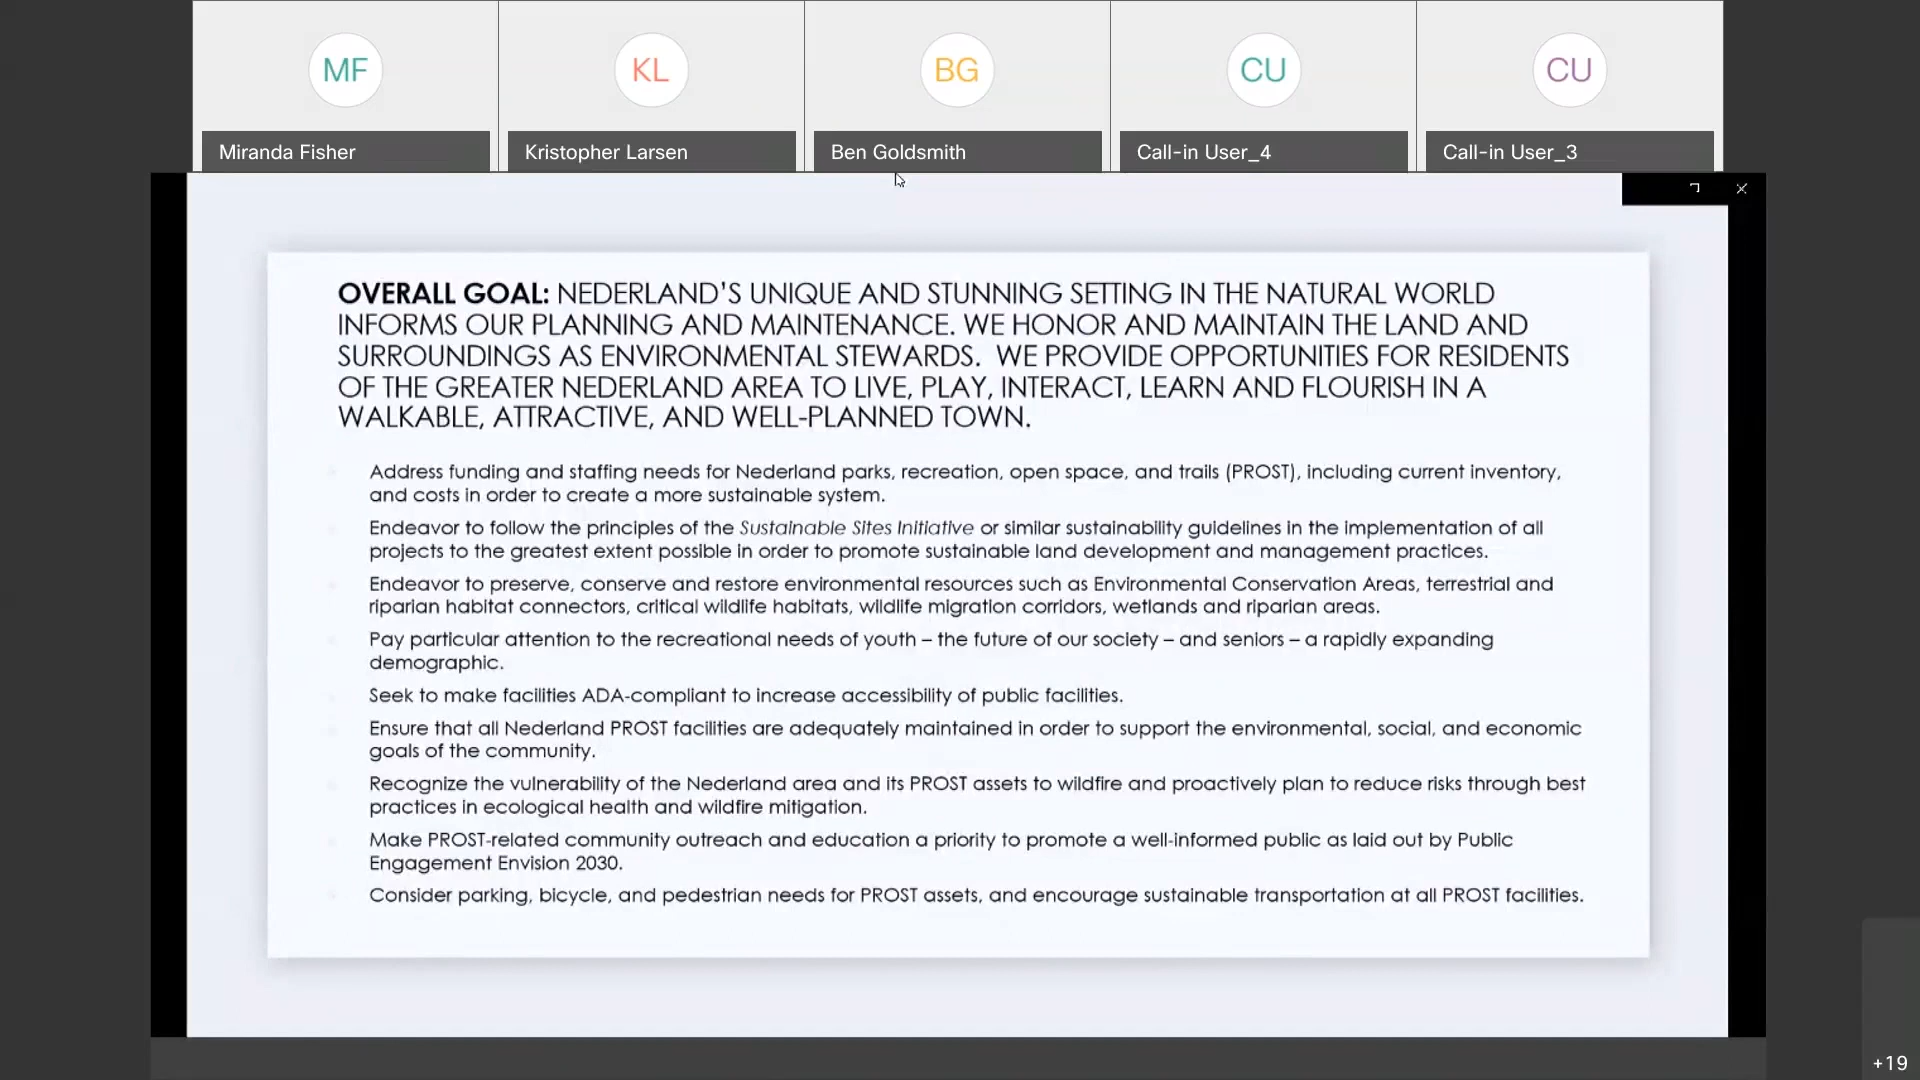 MF
KL
BG
CU
CU
Miranda Fisher
Kristopher Larsen
Ben Goldsmith
Call-in User_4
Call-in User_3
OVERALL GOAL: NEDERLAND'S UNIQUE AND STUNNING SETTING IN THE NATURAL WORLD
INFORMS OUR PLANNING AND MAINTENANCE. WE HONOR AND MAINTAIN THE LAND AND
SURROUNDINGS AS ENVIRONMENTAL STEWARDS. WE PROVIDE OPPORTUNITIES FOR RESIDENTS
OF THE GREATER NEDERLAND AREA TO LIVE, PLAY, INTERACT, LEARN AND FLOURISH IN A
WALKABLE, ATTRACTIVE, AND WELL-PLANNED TOWN.
Address funding and staffing needs for Nederland parks, recreation, open space, and trails (PROST), including current inventory,
and costs in order to create a more sustainable system.
Endeavor to follow the principles of the Sustainable Sites Initiative or similar sustainability guidelines in the implementation of all
projects to the greatest extent possible in order to promote sustainable land development and management practices.
Endeavor to preserve, conserve and restore environmental resources such as Environmental Conservation Areas, terrestrial and
riparian habitat connectors, critical wildlife habitats, wildlife migration corridors, wetlands and riparian areas.
Pay particular attention to the recreational needs of youth – the future of our society – and seniors – a rapidly expanding
demographic.
Seek to make facilities ADA-compliant to increase accessibility of public facilities.
Ensure that all Nederland PROST facilities are adequately maintained in order to support the environmental, social, and economic
goals of the community.
Recognize the vulnerability of the Nederland area and its PROST assets to wildfire and proactively plan to reduce risks through best
practices in ecological health and wildfire mitigation.
Make PROST-related community outreach and education a priority to promote a well-informed public as laid out by Public
Engagement Envision 2030.
Consider parking, bicycle, and pedestrian needs for PROST assets, and encourage sustainable transportation at all PROST facilities.
+19